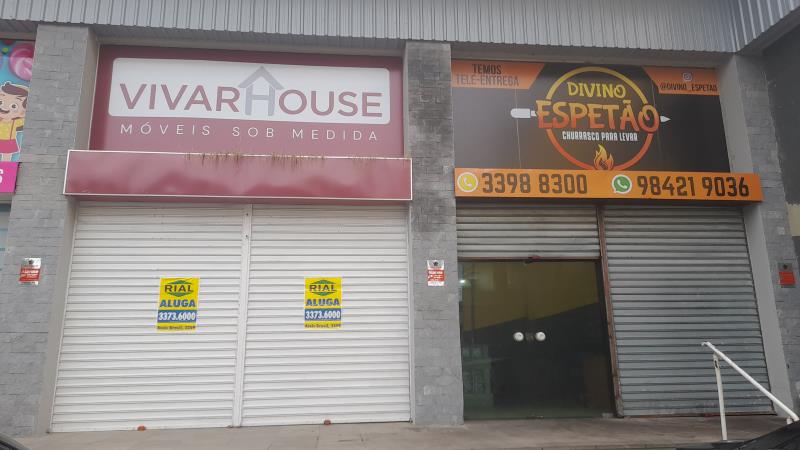 VIVARHOUSE
MÓVEIS SOB MEDIDA
RIAL
ALUGA
3373.6000
RIAL
ALUGA
3373.6000
TEMOS
TELE-ENTREGA
DIVINO
ESPETÃO
CHURRASCO PARA LEVAR
@DIVINO_ESPETAO
3398 8300
98421 9036